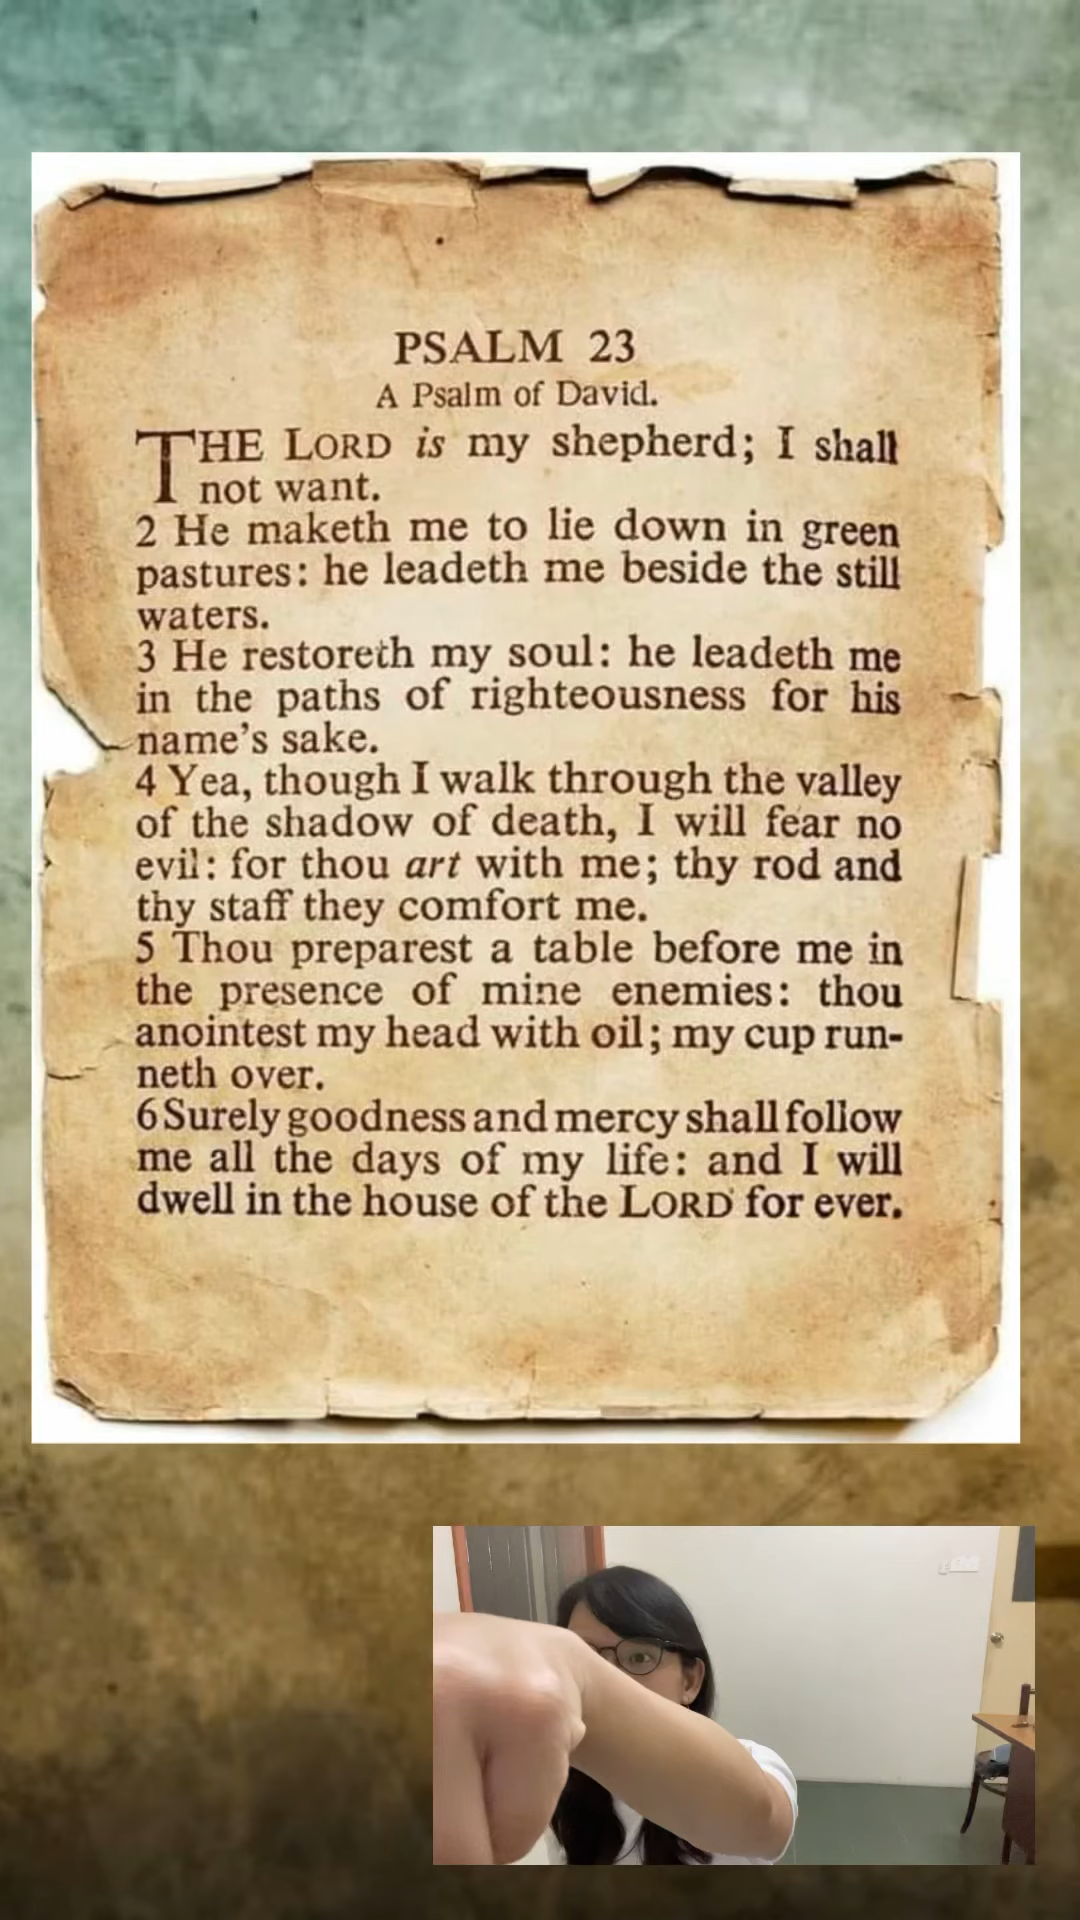 PSALM 23
A Psalm of David.
THE LORD is my shepherd; I shall
not want.
2 He maketh me to lie down in green
pastures: he leadeth me beside the still
waters.
3 He restoreth my soul: he leadeth me
in the paths of righteousness for his
name's sake.
4 Yea, though I walk through the valley
of the shadow of death, I will fear no
evil: for thou art with me; thy rod and
thy staff they comfort me.
5 Thou preparest a table before me in
the presence of mine enemies: thou
anointest my head with oil; my cup run-
neth over.
6 Surely goodness and mercy shall follow
me all the days of my life: and I will
dwell in the house of the LORD for ever.